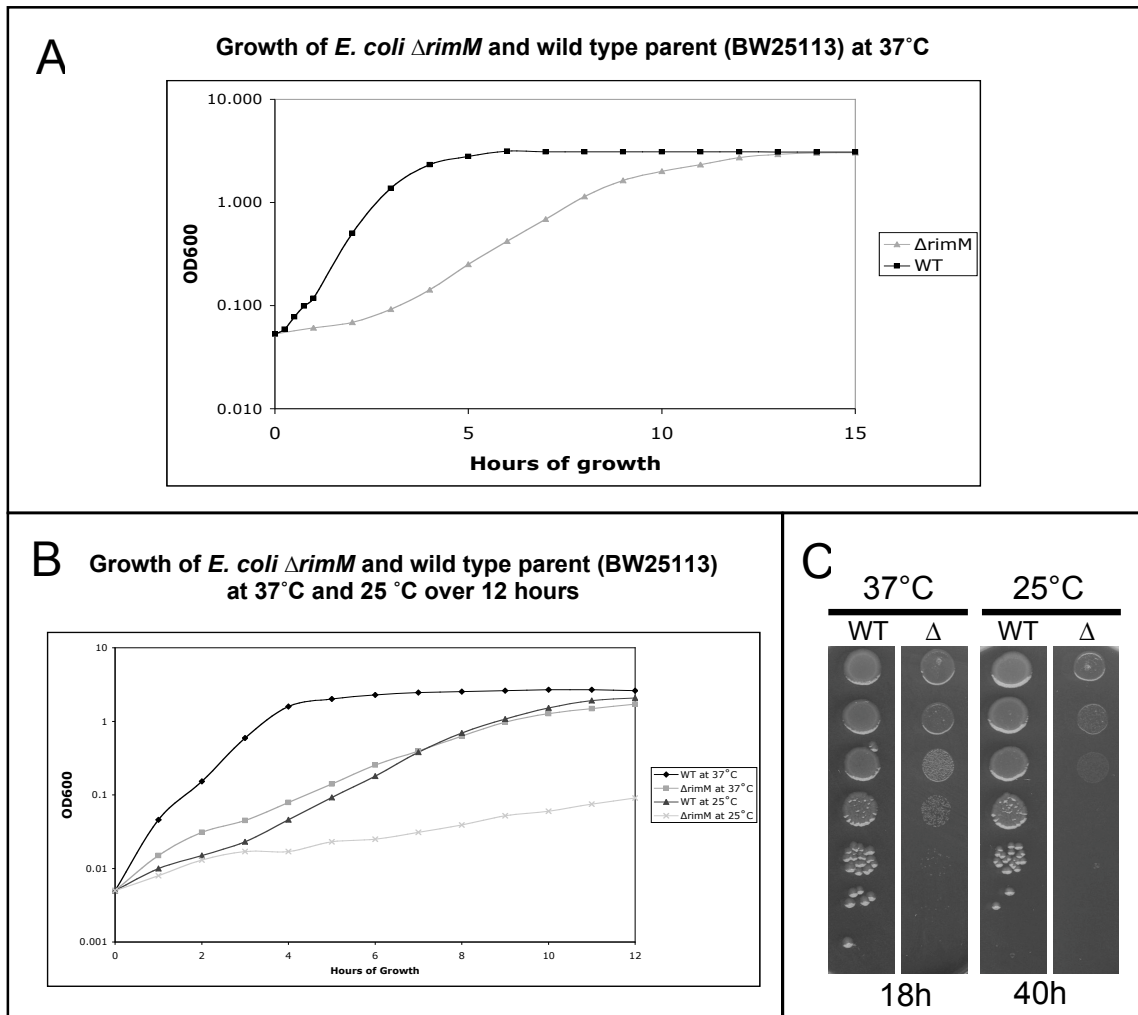 A
Growth of E. coli ΔrimM and wild type parent (BW25113) at 37˚C
10.000
1.000
0.100
0.010
OD600
0
5
10
15
Hours of growth
ΔrimM
WT
B
Growth of E. coli ΔrimM and wild type parent (BW25113)
at 37˚C and 25 ˚C over 12 hours
10
1
0.1
0.01
0.001
OD600
0
2
4
6
8
10
12
Hours of Growth
WT at 37˚C
ΔrimM at 37˚C
WT at 25˚C
ΔrimM at 25˚C
C
37°C
25°C
WT
Δ
WT
Δ
18h
40h